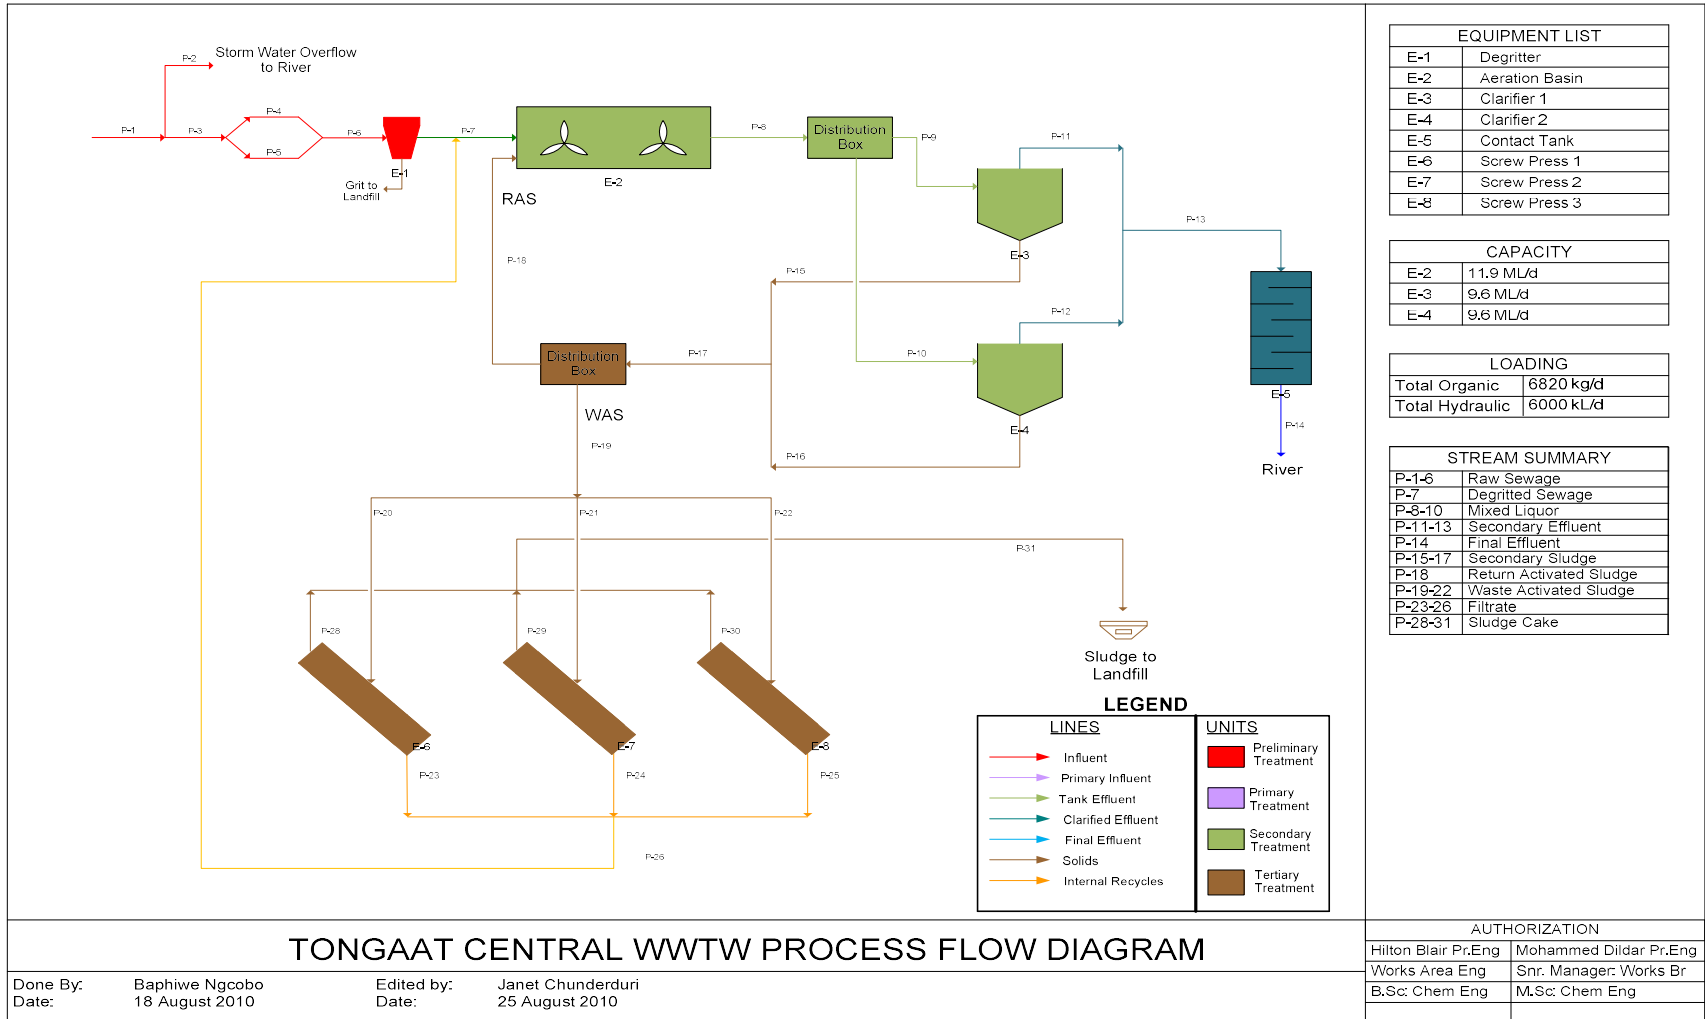 Storm Water Overflow
to River
P-2
P-1
P-3
P-4
P-5
P-6
P-7
E-1
Grit to
Landfill
RAS
E-2
P-8
Distribution
Box
P-9
P-11
E-3
P-13
P-15
P-18
P-12
P-10
P-17
Distribution
Box
WAS
E-4
E-5
P-14
River
P-16
P-19
P-20
P-21
P-22
P-31
P-28
P-29
P-30
Sludge to
Landfill
E-6
E-7
E-8
P-23
P-24
P-25
P-26
LEGEND
LINES
Influent
Primary Influent
Tank Effluent
Clarified Effluent
Final Effluent
Solids
Internal Recycles
UNITS
Preliminary
Treatment
Primary
Treatment
Secondary
Treatment
Tertiary
Treatment
EQUIPMENT LIST
E-1 Degritter
E-2 Aeration Basin
E-3 Clarifier 1
E-4 Clarifier 2
E-5 Contact Tank
E-6 Screw Press 1
E-7 Screw Press 2
E-8 Screw Press 3
CAPACITY
E-2 11.9 ML/d
E-3 9.6 ML/d
E-4 9.6 ML/d
LOADING
Total Organic 6820 kg/d
Total Hydraulic 6000 kL/d
STREAM SUMMARY
P-1-6 Raw Sewage
P-7 Degritted Sewage
P-8-10 Mixed Liquor
P-11-13 Secondary Effluent
P-14 Final Effluent
P-15-17 Secondary Sludge
P-18 Return Activated Sludge
P-19-22 Waste Activated Sludge
P-23-26 Filtrate
P-28-31 Sludge Cake
TONGAAT CENTRAL WWTW PROCESS FLOW DIAGRAM
Done By: Baphiwe Ngcobo Edited by: Janet Chunderduri
Date: 18 August 2010 Date: 25 August 2010
AUTHORIZATION
Hilton Blair Pr.Eng Mohammed Dildar Pr.Eng
Works Area Eng Snr. Manager: Works Br
B.Sc: Chem Eng M.Sc: Chem Eng